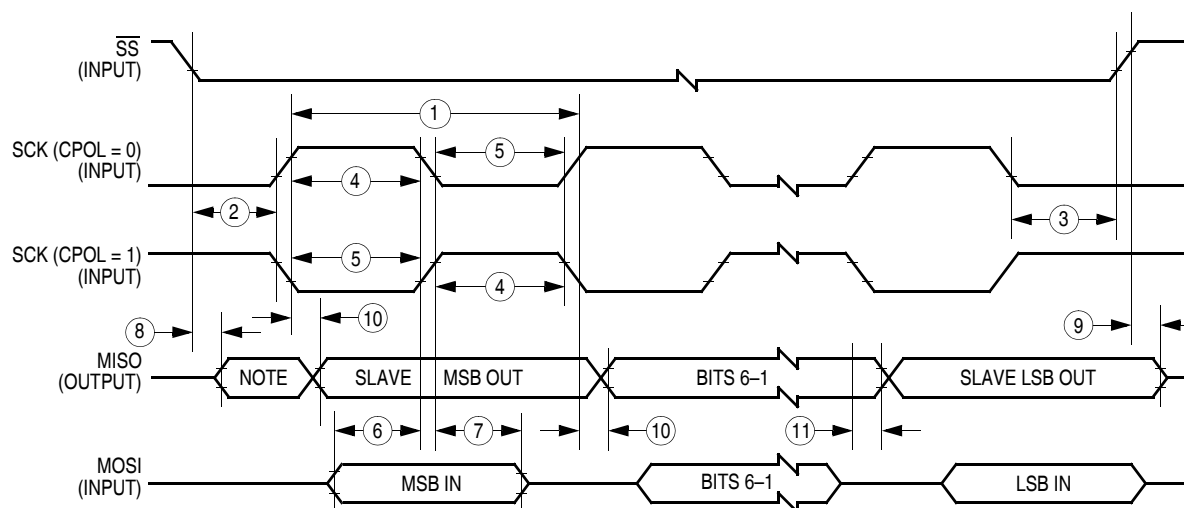 SS
(INPUT)
1
SCK (CPOL = 0)
(INPUT)
5
4
2
3
SCK (CPOL = 1)
(INPUT)
5
4
8
10
9
MISO
(OUTPUT)
NOTE
SLAVE MSB OUT
BITS 6–1
SLAVE LSB OUT
6
7
10
11
MOSI
(INPUT)
MSB IN
BITS 6–1
LSB IN